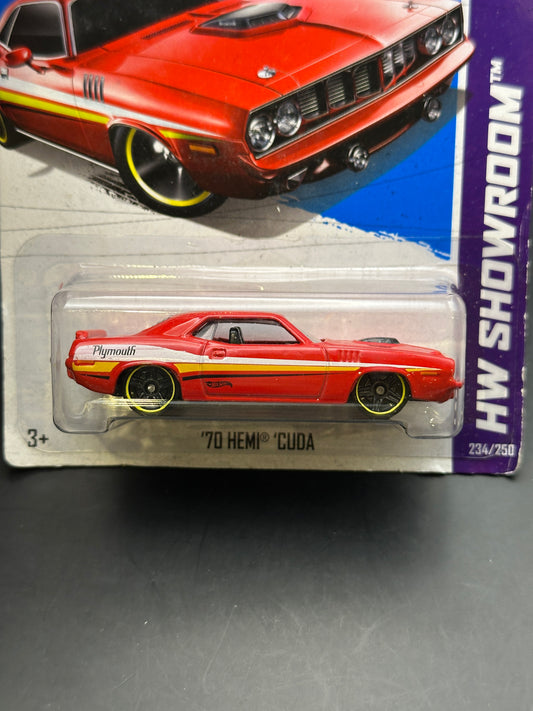 HW SHOWROOM™
Plymouth
3+
'70 HEMI® 'CUDA
234/250